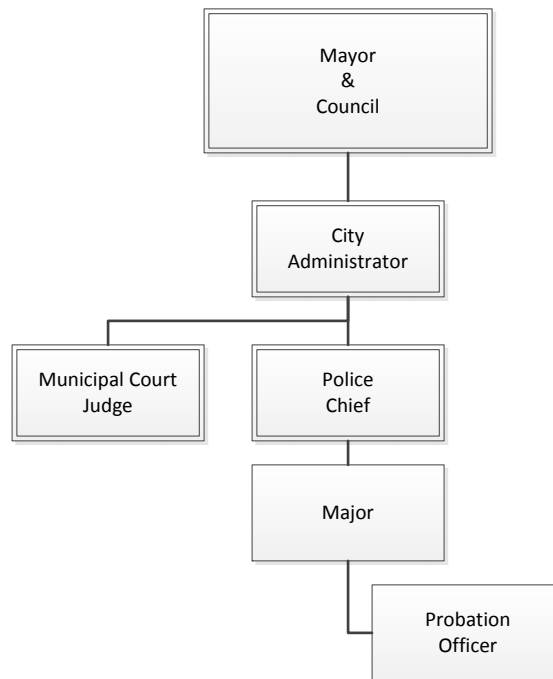 Mayor
&
Council
City
Administrator
Municipal Court
Judge
Police
Chief
Major
Probation
Officer